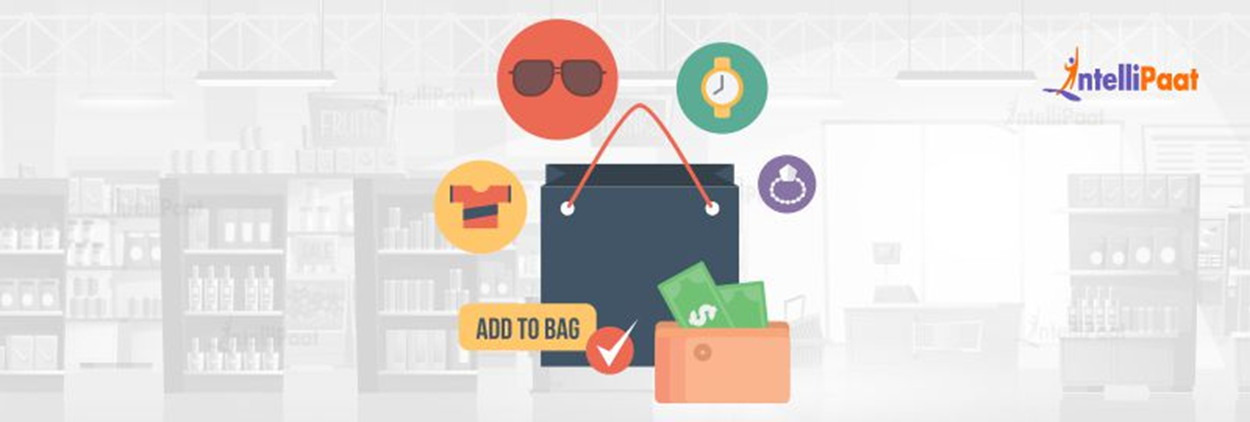 IntelliPaat
FRUITS
ADD TO BAG